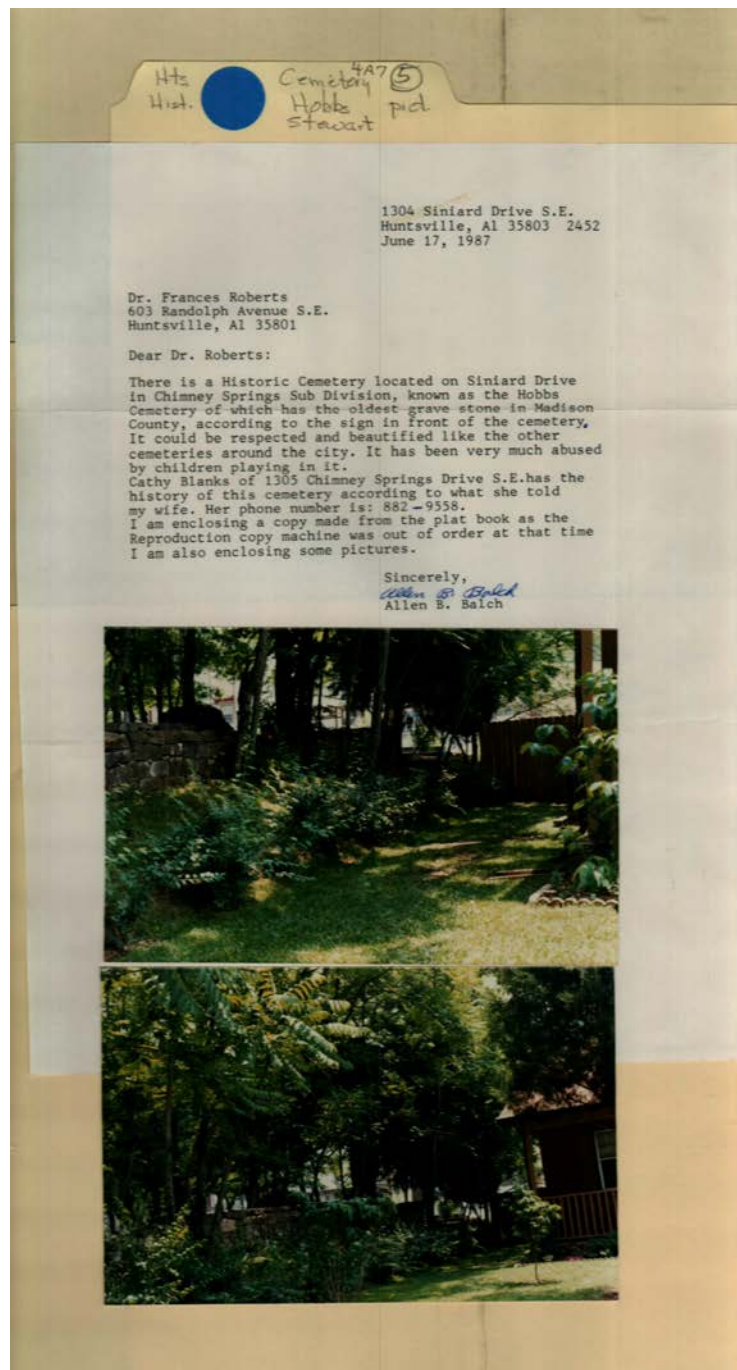 Hts Cemetery 4A7 5
Hist. Hobbs pid
Stewart
1304 Siniard Drive S.E.
Huntsville, Al 35803 2452
June 17, 1987
Dr. Frances Roberts
603 Randolph Avenue S.E.
Huntsville, Al 35801
Dear Dr. Roberts:
There is a Historic Cemetery located on Siniard Drive
in Chimney Springs Sub Division, known as the Hobbs
Cemetery of which has the oldest grave stone in Madison
County, according to the sign in front of the cemetery.
It could be respected and beautified like the other
cemeteries around the city. It has been very much abused
by children playing in it.
Cathy Blanks of 1305 Chimney Springs Drive S.E.has the
history of this cemetery according to what she told
my wife. Her phone number is: 882-9558.
I am enclosing a copy made from the plat book as the
Reproduction copy machine was out of order at that time
I am also enclosing some pictures.
Sincerely,
Allen B. Balch
Allen B. Balch